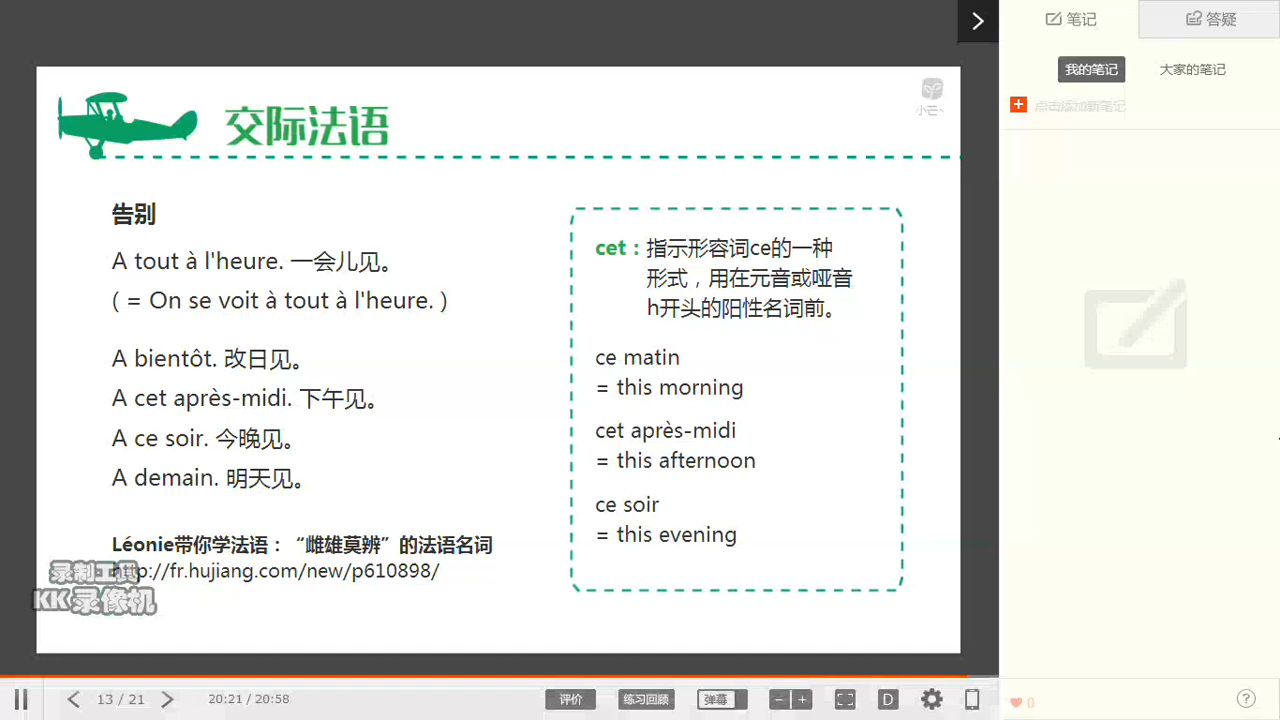 笔记
答疑
我的笔记
大家的笔记
点击添加新笔记
交际法语
告别
A tout à l'heure. 一会儿见。
( = On se voit à tout à l'heure. )
A bientôt. 改日见。
A cet après-midi. 下午见。
A ce soir. 今晚见。
A demain. 明天见。
Léonie带你学法语：“雌雄莫辨”的法语名词
http://fr.hujiang.com/new/p610898/
录制工具
KK录像机
cet：指示形容词ce的一种
形式，用在元音或哑音
h开头的阳性名词前。
ce matin
= this morning
cet après-midi
= this afternoon
ce soir
= this evening
13 / 21
20:21 / 20:58
评价
练习回顾
弹幕
D
0